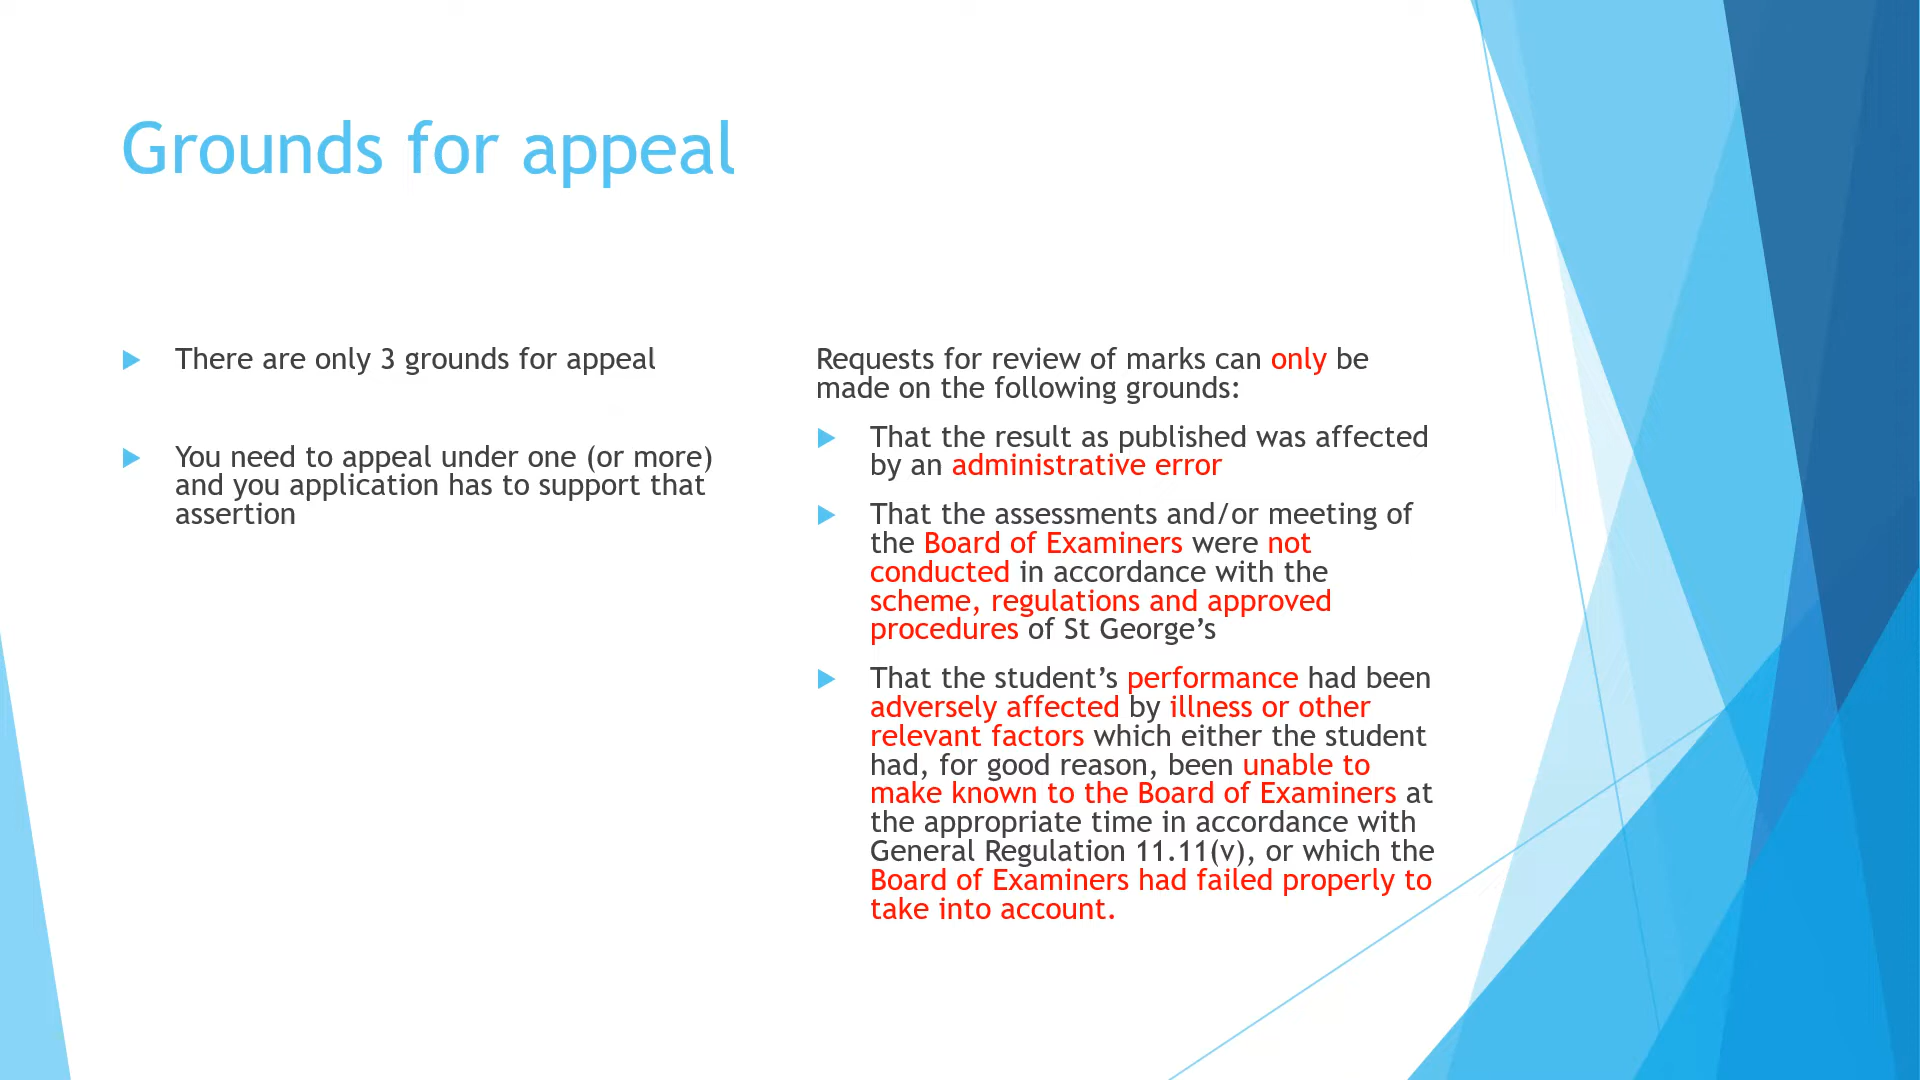 Grounds for appeal
There are only 3 grounds for appeal
You need to appeal under one (or more)
and you application has to support that
assertion
Requests for review of marks can only be
made on the following grounds:
That the result as published was affected
by an administrative error
That the assessments and/or meeting of
the Board of Examiners were not
conducted in accordance with the
scheme, regulations and approved
procedures of St George’s
That the student’s performance had been
adversely affected by illness or other
relevant factors which either the student
had, for good reason, been unable to
make known to the Board of Examiners at
the appropriate time in accordance with
General Regulation 11.11(v), or which the
Board of Examiners had failed properly to
take into account.